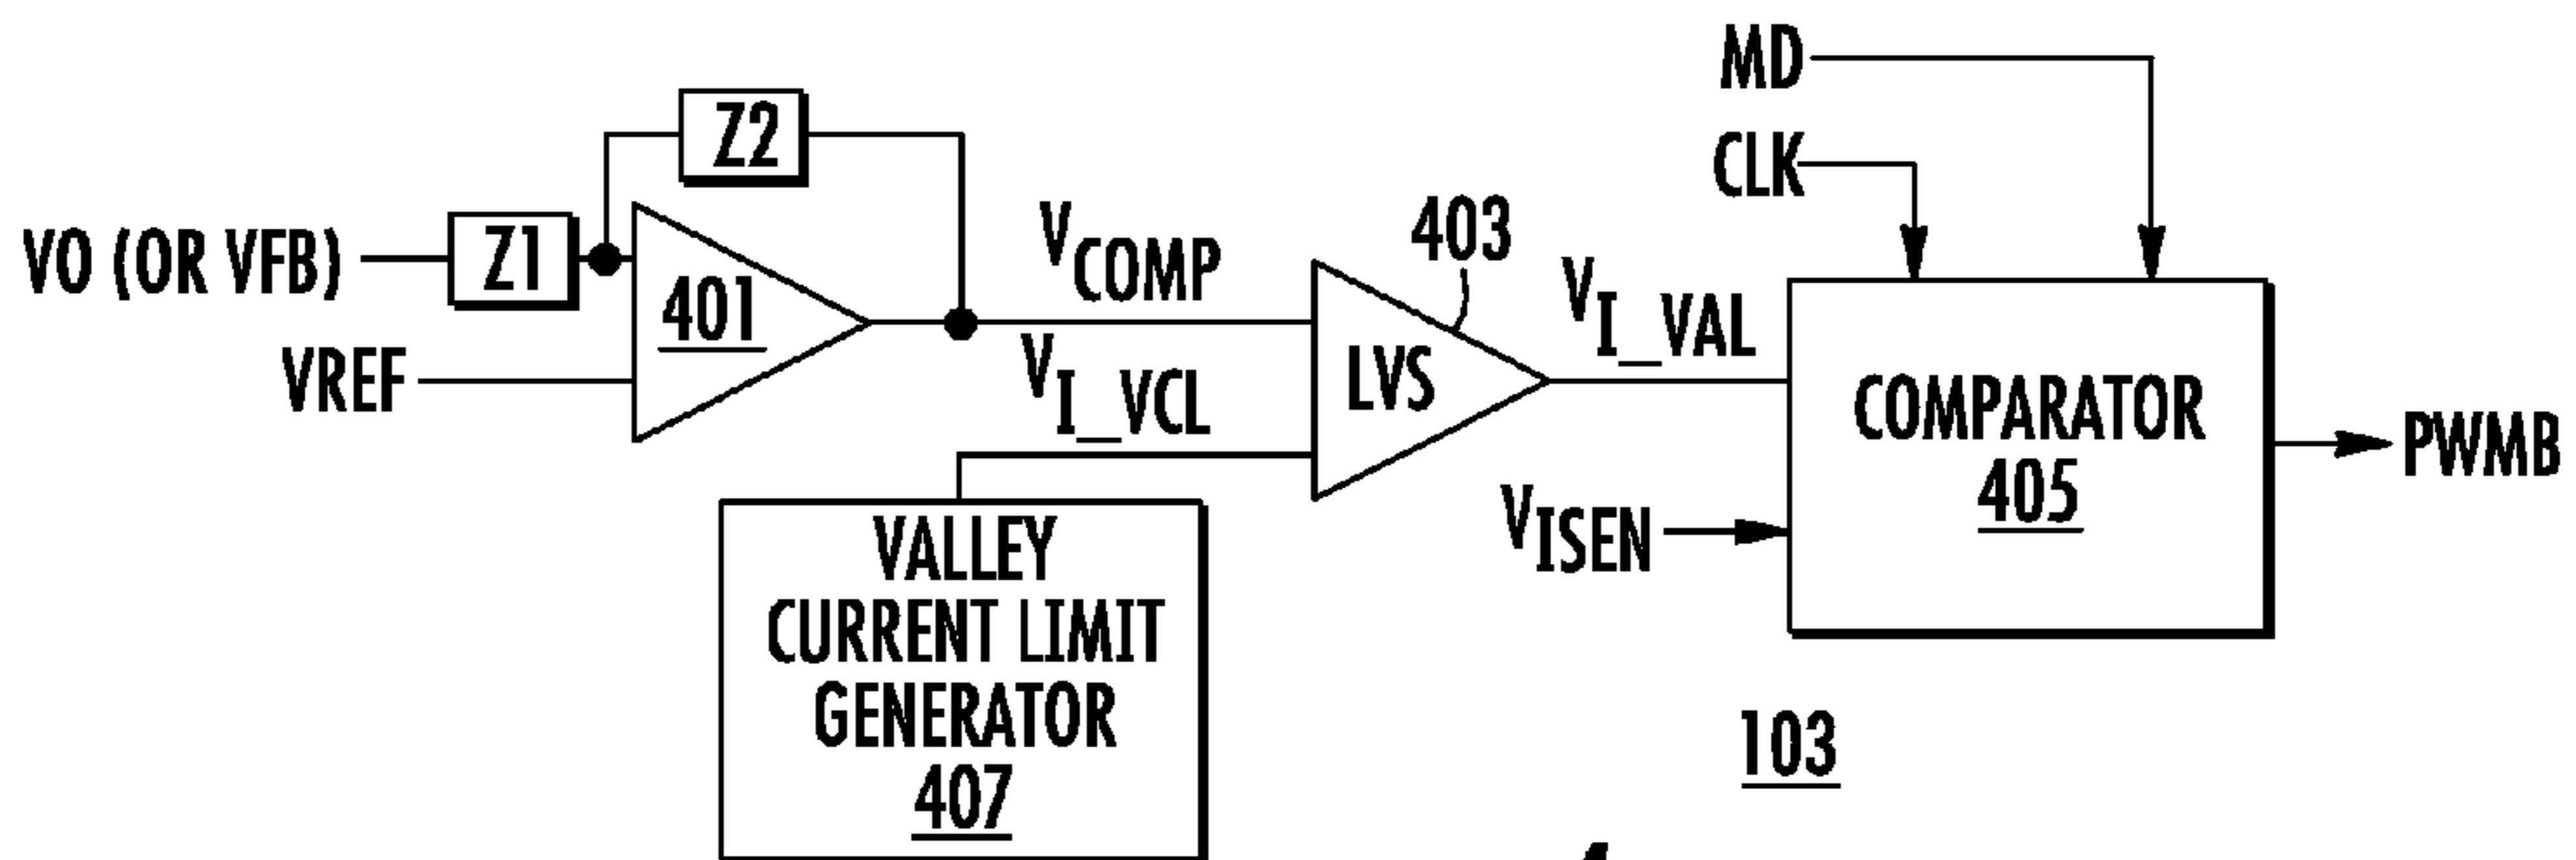 MD
CLK
Z2
VO (OR VFB)
Z1
401
VREF
VCOMP
VI_VCL
403
LVS
VI_VAL
VISEN
COMPARATOR
405
PWMB
VALLEY
CURRENT LIMIT
GENERATOR
407
103